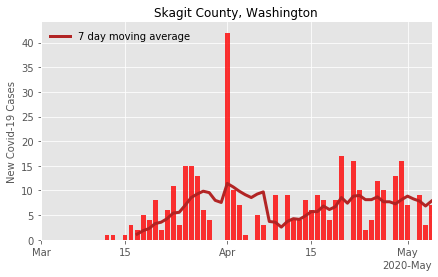 Skagit County, Washington
7 day moving average
New Covid-19 Cases
40
35
30
25
20
15
10
5
0
Mar
15
Apr
15
May
2020-May